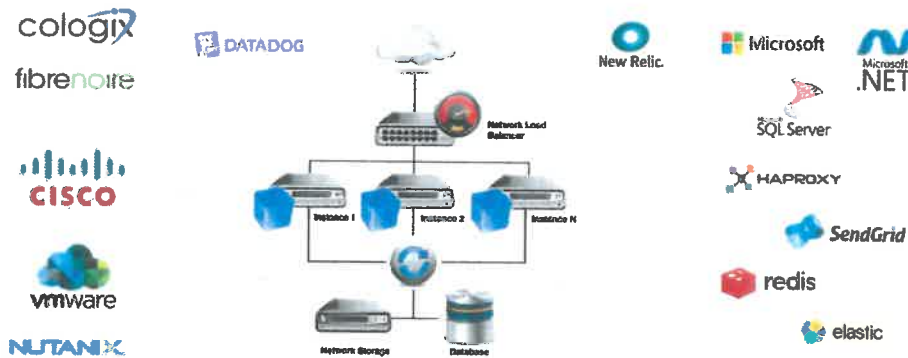 cologix
fibrenoire
CISCO
vmware
NUTANIX
DATADOG
Network Load
Balancer
Instance 1
Instance 2
Instance N
Network Storage
Database
New Relic.
Microsoft
Microsoft
.NET
Microsoft
SQL Server
HAPROXY
SendGrid
redis
elastic